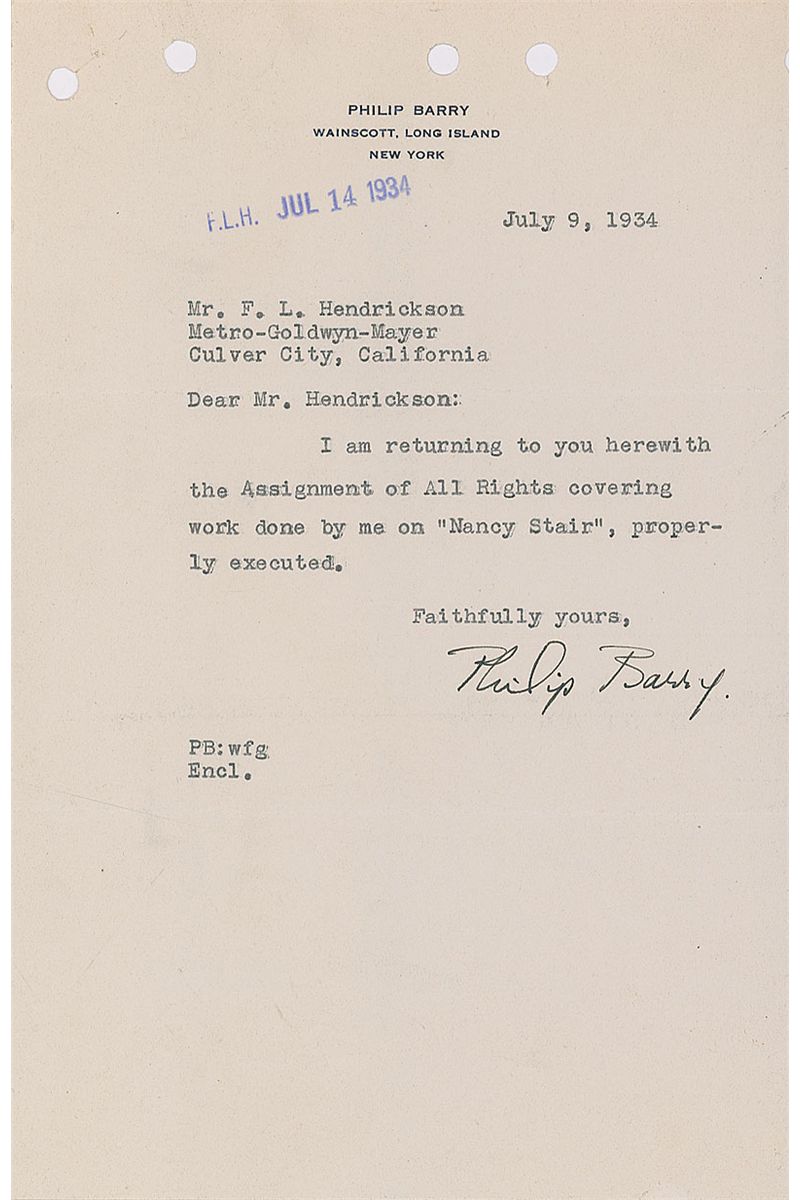 PHILIP BARRY
WAINSCOTT, LONG ISLAND
NEW YORK
F.L.H. JUL 14 1934
July 9, 1934
Mr. F. L. Hendrickson
Metro-Goldwyn-Mayer
Culver City, California
Dear Mr. Hendrickson:
I am returning to you herewith
the Assignment of All Rights covering
work done by me on "Nancy Stair", proper-
ly executed.
Faithfully yours,
Philip Barry.
PB:wfg
Encl.